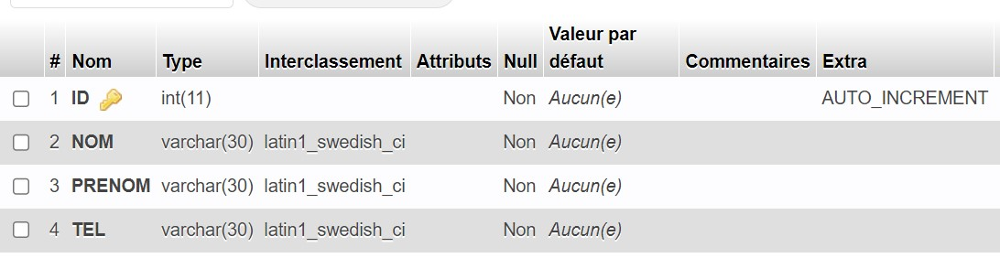 # Nom Type Interclassement Attributs Null Valeur par défaut Commentaires Extra
1 ID int(11) Non Aucun(e) AUTO_INCREMENT
2 NOM varchar(30) latin1_swedish_ci Non Aucun(e)
3 PRENOM varchar(30) latin1_swedish_ci Non Aucun(e)
4 TEL varchar(30) latin1_swedish_ci Non Aucun(e)